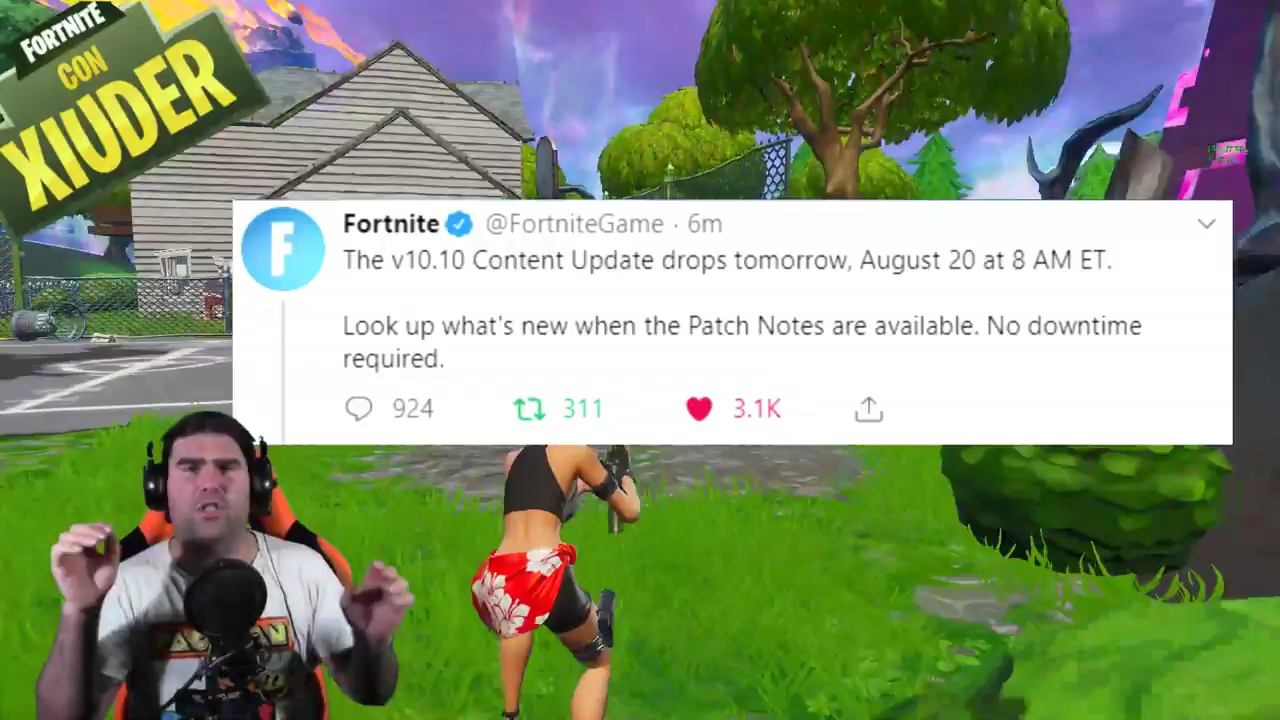 FORTNITE
CON
XIUDER
Fortnite @FortniteGame · 6m
The v10.10 Content Update drops tomorrow, August 20 at 8 AM ET.
Look up what's new when the Patch Notes are available. No downtime
required.
924 311 3.1K